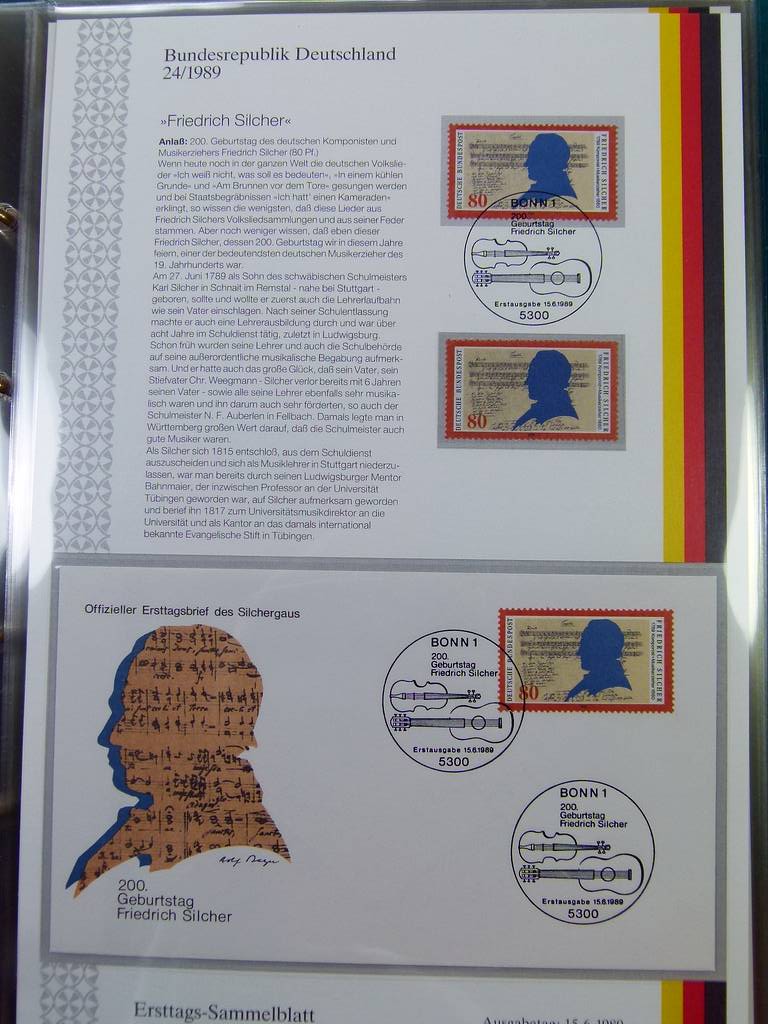 Bundesrepublik Deutschland
24/1989
»Friedrich Silcher«
Anlaß: 200. Geburtstag des deutschen Komponisten und
Musikerziehers Friedrich Silcher (80 Pf.)
Wenn heute noch in der ganzen Welt die deutschen Volkslie-
der »Ich weiß nicht, was soll es bedeuten«, »In einem kühlen
Grunde« und »Am Brunnen vor dem Tore« gesungen werden
und bei Staatsbegräbnissen »Ich hatt' einen Kameraden«
erklingt, so wissen die wenigsten, daß diese Lieder aus
Friedrich Silchers Volksliedsammlungen und aus seiner Feder
stammen. Aber noch weniger wissen, daß eben dieser
Friedrich Silcher, dessen 200. Geburtstag wir in diesem Jahre
feiern, einer der bedeutendsten deutschen Musikerzieher des
19. Jahrhunderts war.
Am 27. Juni 1789 als Sohn des schwäbischen Schulmeisters
Karl Silcher in Schnait im Remstal - nahe bei Stuttgart -
geboren, sollte und wollte er zuerst auch die Lehrerlaufbahn
wie sein Vater einschlagen. Nach seiner Schulentlassung
machte er auch eine Lehrerausbildung durch und war über
acht Jahre im Schuldienst tätig, zuletzt in Ludwigsburg.
Schon früh wurden seine Lehrer und auch die Schulbehörde
auf seine außerordentliche musikalische Begabung aufmerk-
sam. Und er hatte auch das große Glück, daß sein Vater, sein
Stiefvater Chr. Weegmann - Silcher verlor bereits mit 6 Jahren
seinen Vater - sowie alle seine Lehrer ebenfalls sehr musika-
lisch waren und ihn darum auch sehr förderten, so auch der
Schulmeister N. F. Auberlen in Fellbach. Damals legte man in
Württemberg großen Wert darauf, daß die Schulmeister auch
gute Musiker waren.
Als Silcher sich 1815 entschloß, aus dem Schuldienst
auszuscheiden und sich als Musiklehrer in Stuttgart niederzu-
lassen, war man bereits durch seinen Ludwigsburger Mentor
Bahnmaier, der inzwischen Professor an der Universität
Tübingen geworden war, auf Silcher aufmerksam geworden
und berief ihn 1817 zum Universitätsmusikdirektor an die
Universität und als Kantor an das damals international
bekannte Evangelische Stift in Tübingen.
DEUTSCHE BUNDESPOST
80
FRIEDRICH SILCHER
1789 Komponist·Musikerzieher 1860
BONN 1
200.
Geburtstag
Friedrich Silcher
Erstausgabe 15.6.1989
5300
DEUTSCHE BUNDESPOST
80
FRIEDRICH SILCHER
1789 Komponist·Musikerzieher 1860
Offizieller Ersttagsbrief des Silchergaus
200.
Geburtstag
Friedrich Silcher
DEUTSCHE BUNDESPOST
80
FRIEDRICH SILCHER
1789 Komponist·Musikerzieher 1860
BONN 1
200.
Geburtstag
Friedrich Silcher
Erstausgabe 15.6.1989
5300
BONN 1
200.
Geburtstag
Friedrich Silcher
Erstausgabe 15.6.1989
5300
Ersttags-Sammelblatt
Ausgabetag: 15.6.1989